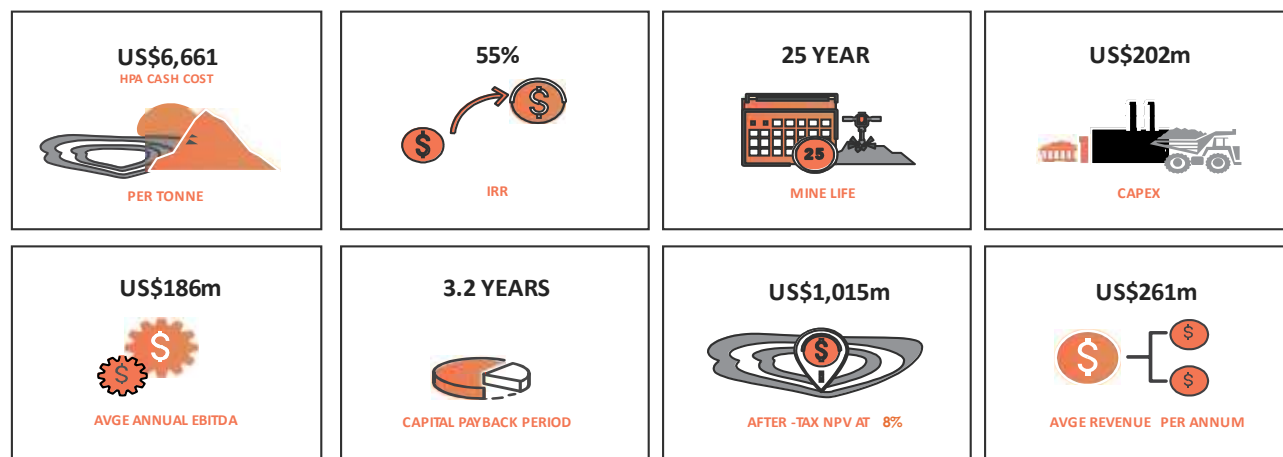 US$6,661
HPA CASH COST
PER TONNE
55%
$
$
IRR
25 YEAR
25
MINE LIFE
US$202m
CAPEX
US$186m
$
$
AVGE ANNUAL EBITDA
3.2 YEARS
CAPITAL PAYBACK PERIOD
US$1,015m
$
AFTER -TAX NPV AT 8%
US$261m
$
$
$
AVGE REVENUE PER ANNUM